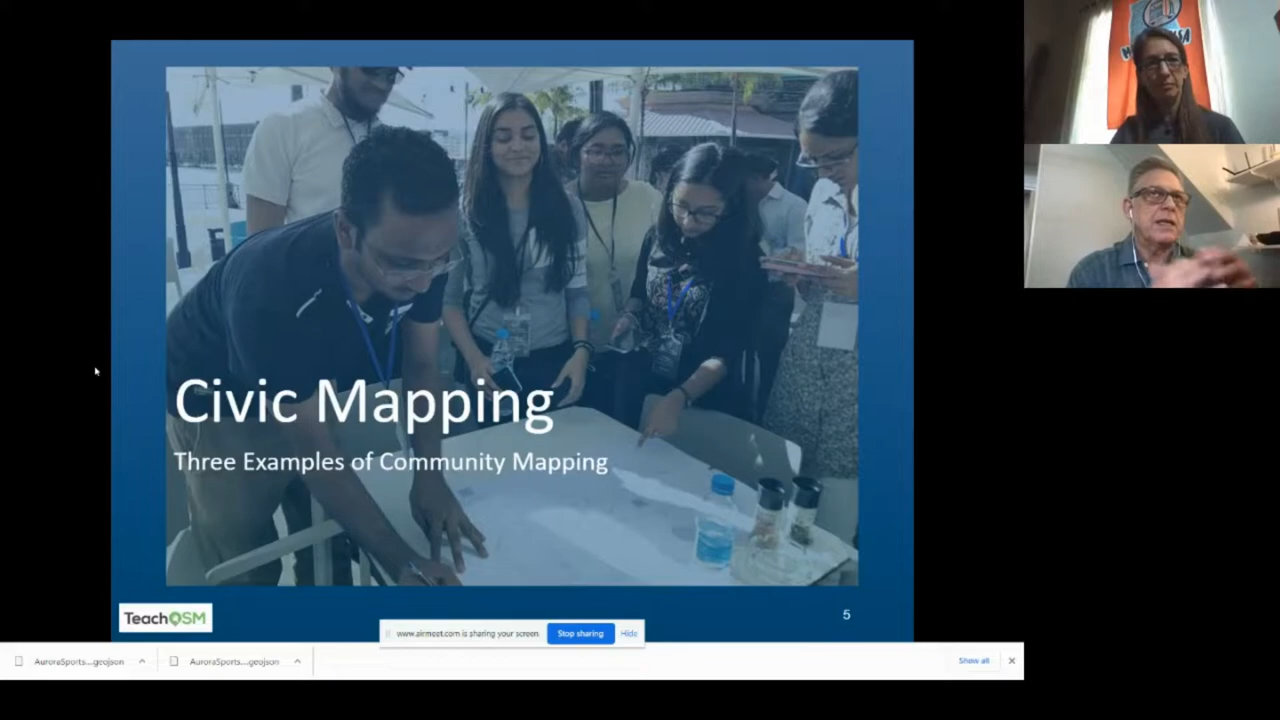 Civic Mapping
Three Examples of Community Mapping
TeachOSM
5
www.airmeet.com is sharing your screen
Stop sharing
Hide
AuroraSports....geojson
AuroraSports....geojson
Show all